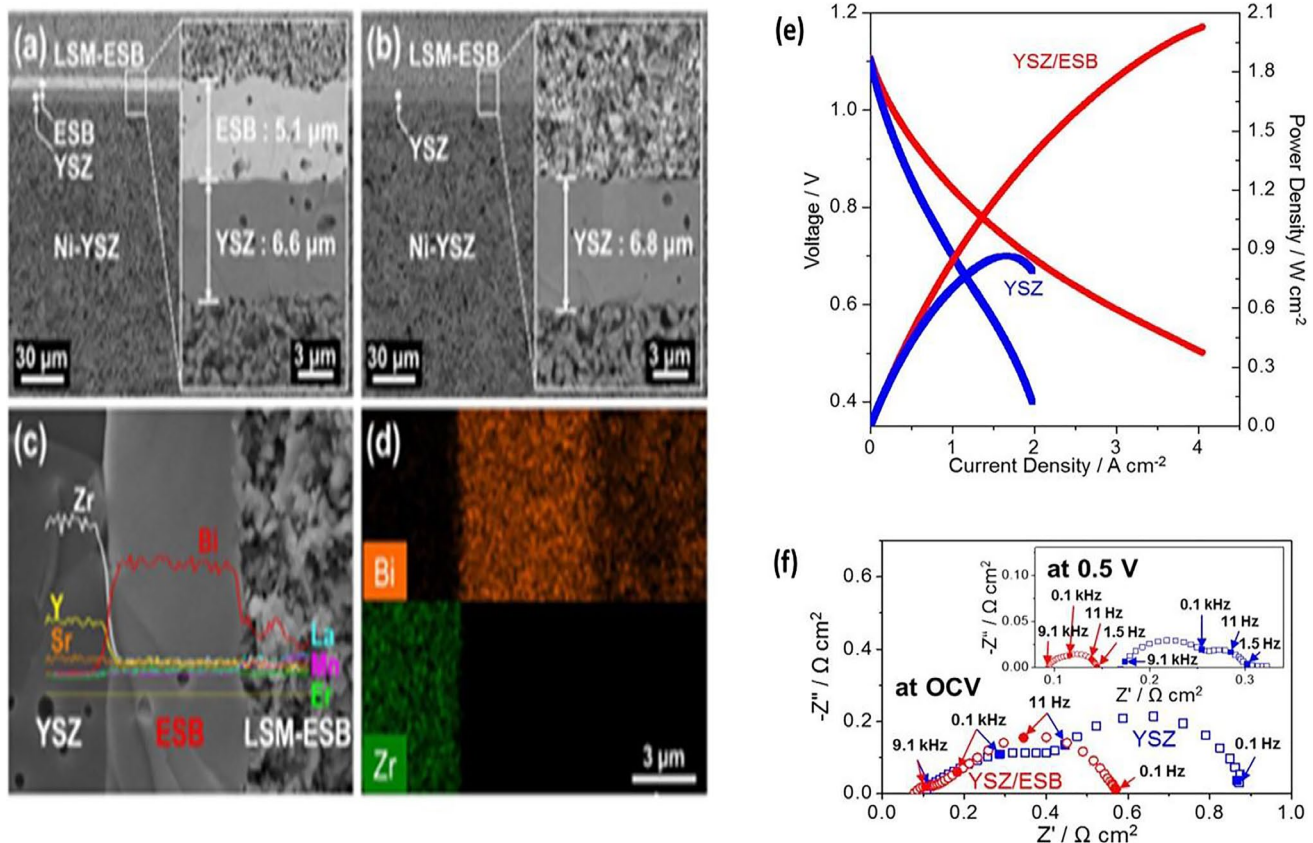 (a)
LSM-ESB
ESB
YSZ
Ni-YSZ
30 µm
ESB : 5.1 µm
YSZ : 6.6 µm
3 µm
(b)
LSM-ESB
YSZ
Ni-YSZ
30 µm
YSZ : 6.8 µm
3 µm
(c)
Zr
Bi
Y
Sr
La
Mn
Er
YSZ
ESB
LSM-ESB
(d)
Bi
Zr
3 µm
(e)
1.2
1.0
0.8
0.6
0.4
Voltage / V
YSZ/ESB
YSZ
2.1
1.8
1.5
1.2
0.9
0.6
0.3
0.0
Power Density / W cm⁻²
0
1
2
3
4
Current Density / A cm⁻²
(f)
0.6
0.4
0.2
0.0
-Z'' / Ω cm²
at OCV
9.1 kHz
0.1 kHz
11 Hz
YSZ/ESB
YSZ
0.1 Hz
0.1 Hz
0.0
0.2
0.4
0.6
0.8
1.0
Z' / Ω cm²
at 0.5 V
0.10
0.05
0.00
-Z'' / Ω cm²
9.1 kHz
0.1 kHz
11 Hz
1.5 Hz
9.1 kHz
0.1 kHz
11 Hz
1.5 Hz
0.1
0.2
0.3
Z' / Ω cm²